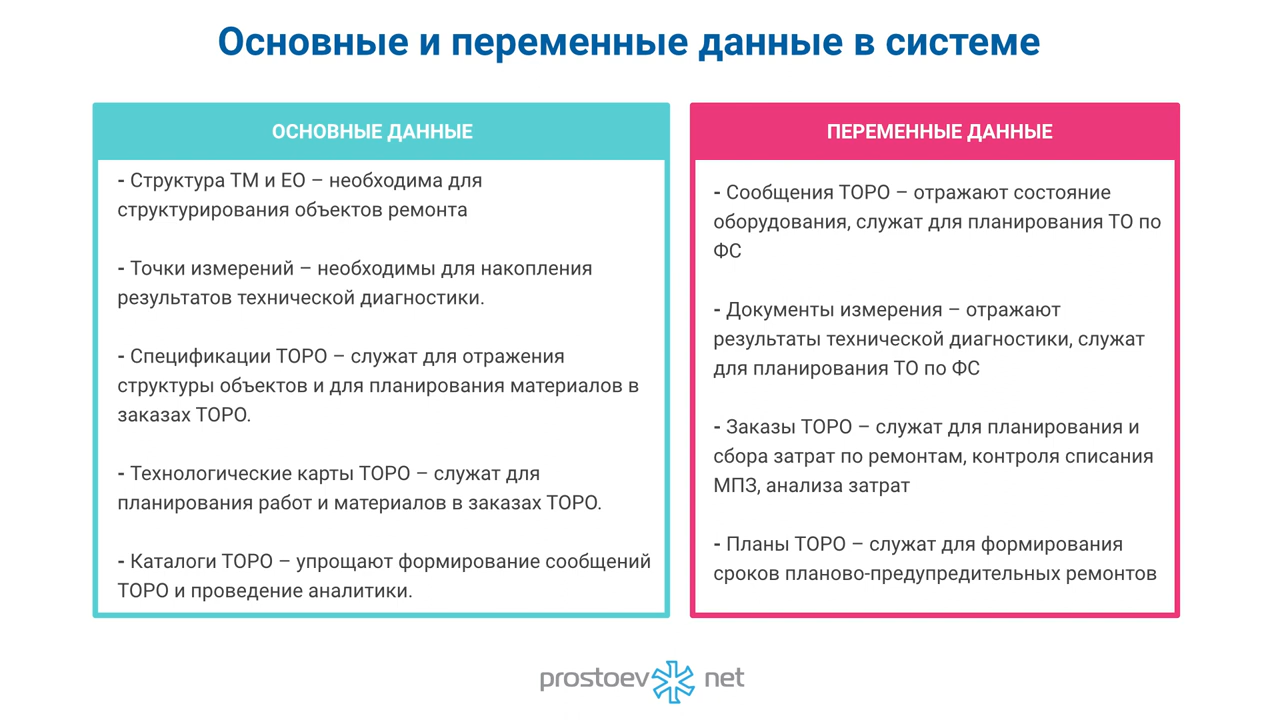 Основные и переменные данные в системе
ОСНОВНЫЕ ДАННЫЕ
- Структура ТМ и ЕО – необходима для
структурирования объектов ремонта
- Точки измерений – необходимы для накопления
результатов технической диагностики.
- Спецификации ТОРО – служат для отражения
структуры объектов и для планирования материалов в
заказах ТОРО.
- Технологические карты ТОРО – служат для
планирования работ и материалов в заказах ТОРО.
- Каталоги ТОРО – упрощают формирование сообщений
ТОРО и проведение аналитики.
ПЕРЕМЕННЫЕ ДАННЫЕ
- Сообщения ТОРО – отражают состояние
оборудования, служат для планирования ТО по
ФС
- Документы измерения – отражают
результаты технической диагностики, служат
для планирования ТО по ФС
- Заказы ТОРО – служат для планирования и
сбора затрат по ремонтам, контроля списания
МПЗ, анализа затрат
- Планы ТОРО – служат для формирования
сроков планово-предупредительных ремонтов
prostoev net